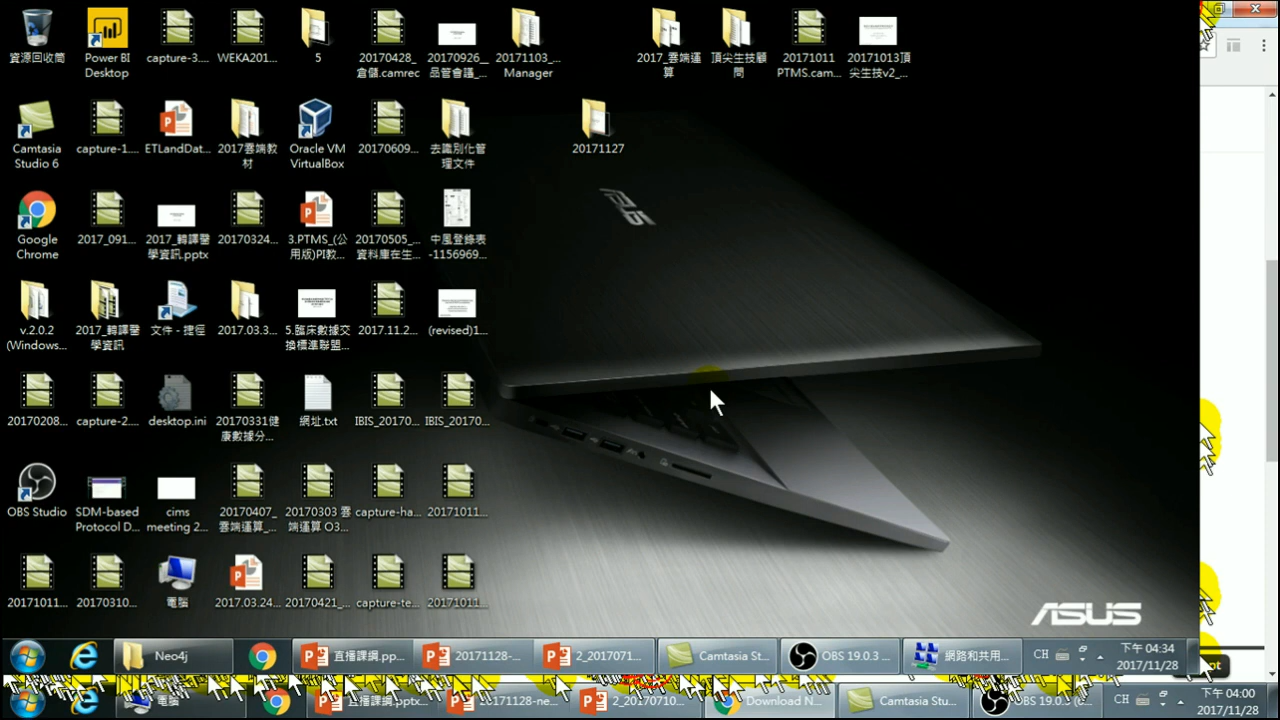 資源回收筒
Power BI
Desktop
capture-3....
WEKA201...
5
20170428_
倉儲.camrec
20170926_
品管會議_...
20171103_...
Manager
2017_雲端運
算
頂尖生技顧
問
20171011
PTMS.cam...
20171013頂
尖生技v2_...
Camtasia
Studio 6
capture-1....
ETLandDat...
2017雲端教
材
Oracle VM
VirtualBox
20170609...
去識別化管
理文件
20171127
Google
Chrome
2017_091...
2017_轉譯醫
學資訊.pptx
20170324...
3.PTMS_(公
用版)PI教...
20170505_...
資料庫在生...
中風登錄表
-1156969...
v.2.0.2
(Windows...
2017_轉譯醫
學資訊
文件 - 捷徑
2017.03.3...
5.臨床數據交
換標準聯盟...
2017.11.2...
(revised)1...
20170208...
capture-2....
desktop.ini
20170331健
康數據分...
網址.txt
IBIS_20170...
IBIS_20170...
OBS Studio
SDM-based
Protocol D...
cims
meeting 2...
20170407_
雲端運算_...
20170303 雲
端運算 O3...
capture-ha...
20171011...
20171011...
20170310...
電腦
2017.03.24...
20170421_...
capture-te...
20171011...
ASUS
Neo4j
直播課綱.pp...
20171128-...
2_2017071...
Camtasia St...
OBS 19.0.3 ...
網路和共用...
CH
下午 04:34
2017/11/28
電腦
直播課綱.pptx...
20171128-ne...
2_20170710...
Download N...
Camtasia Stu...
OBS 19.0.3 (6...
CH
下午 04:00
2017/11/28